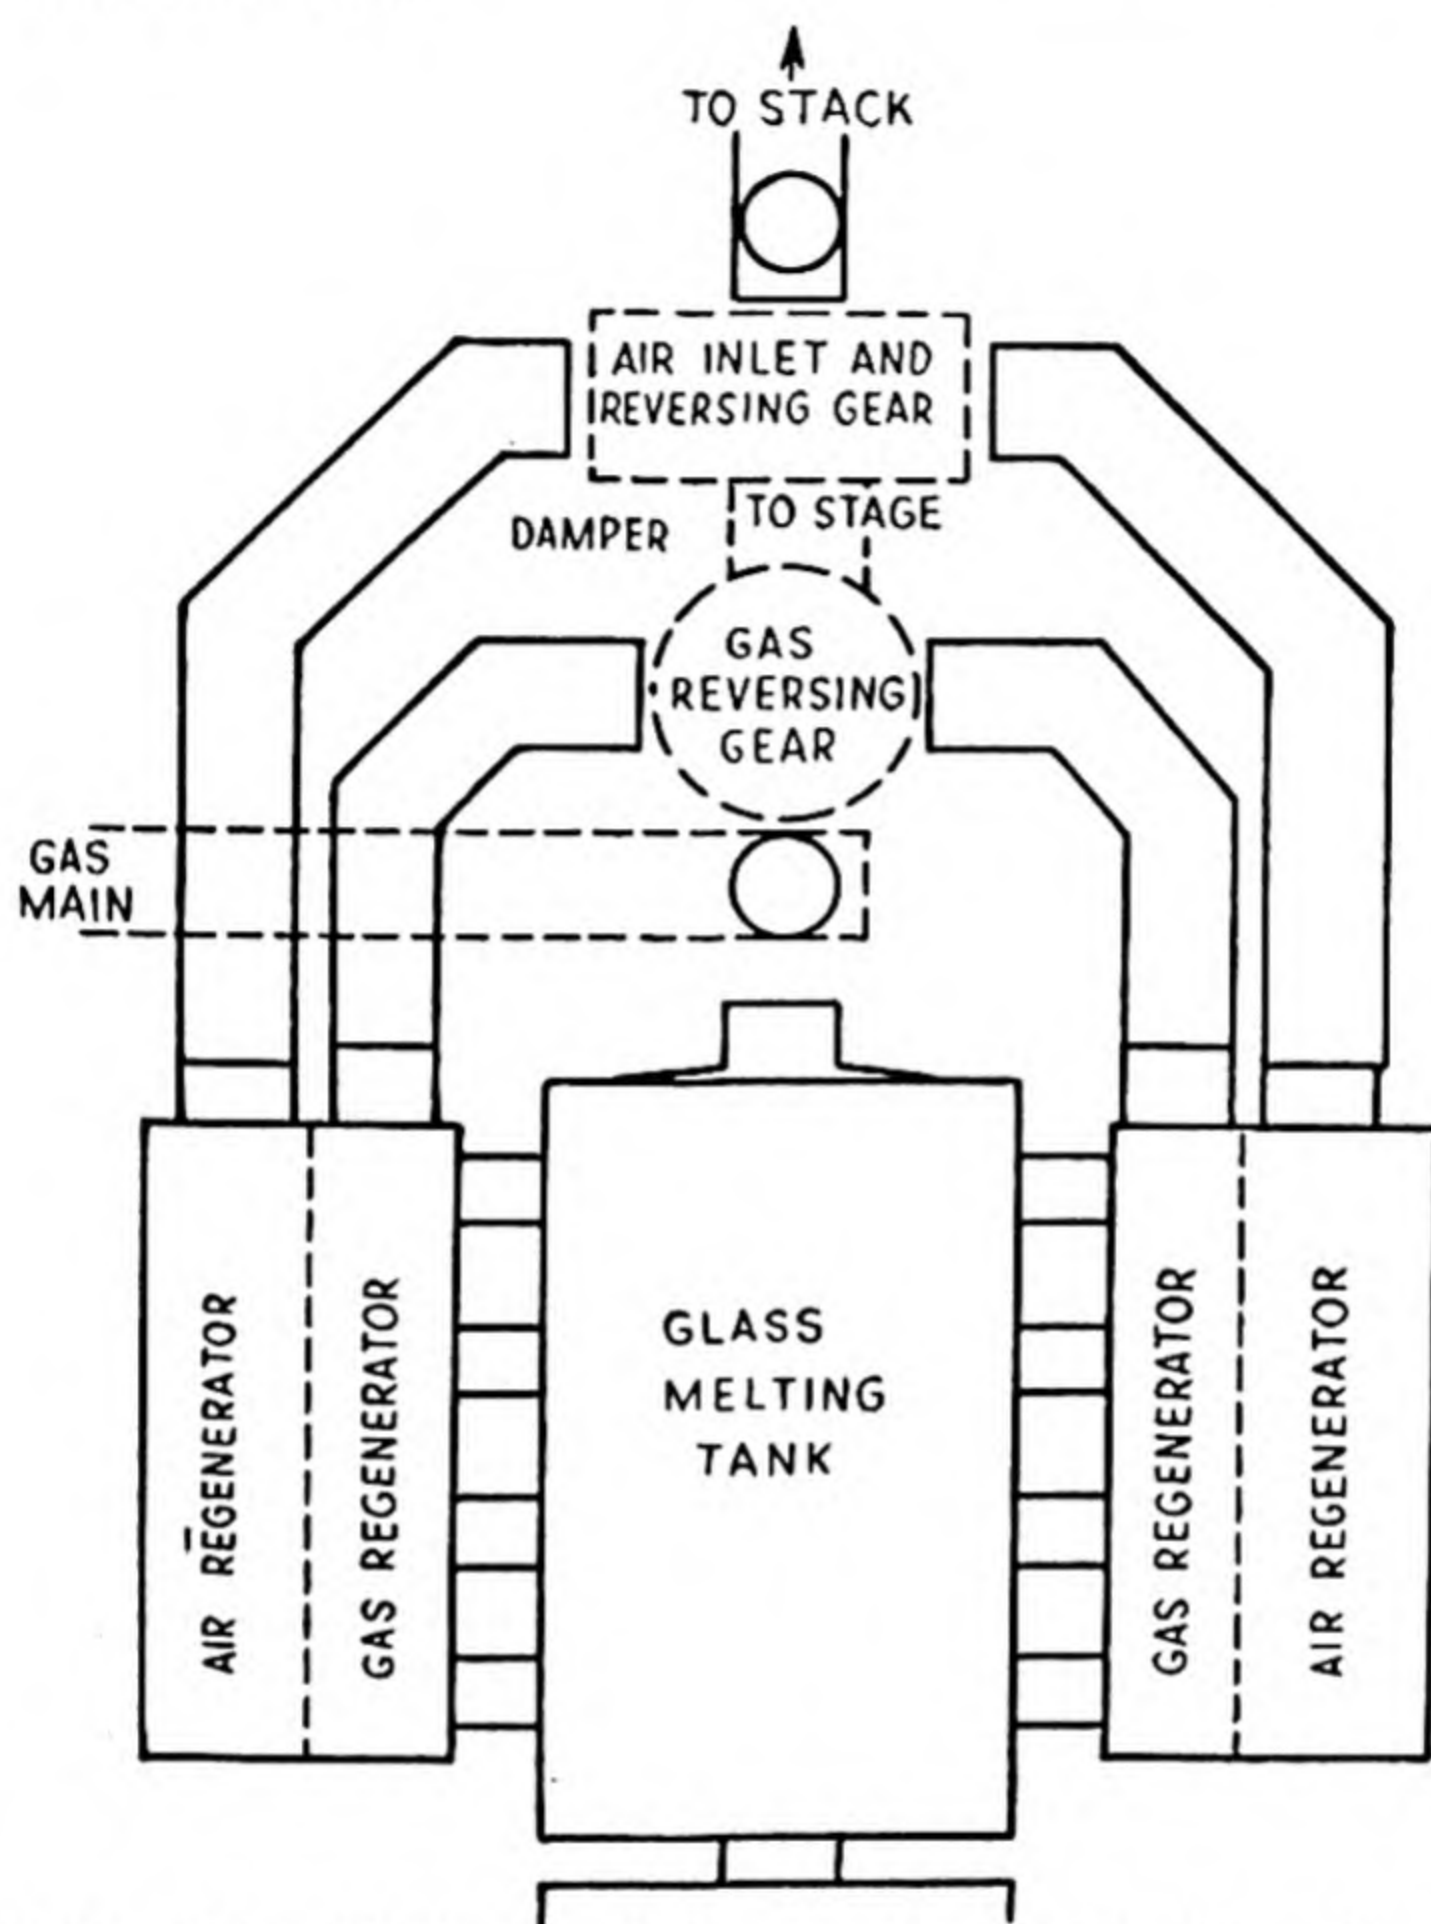 TO STACK
AIR INLET AND
REVERSING GEAR
TO STAGE
DAMPER
GAS
REVERSING
GEAR
GAS
MAIN
GLASS
MELTING
TANK
AIR REGENERATOR
GAS REGENERATOR
GAS REGENERATOR
AIR REGENERATOR